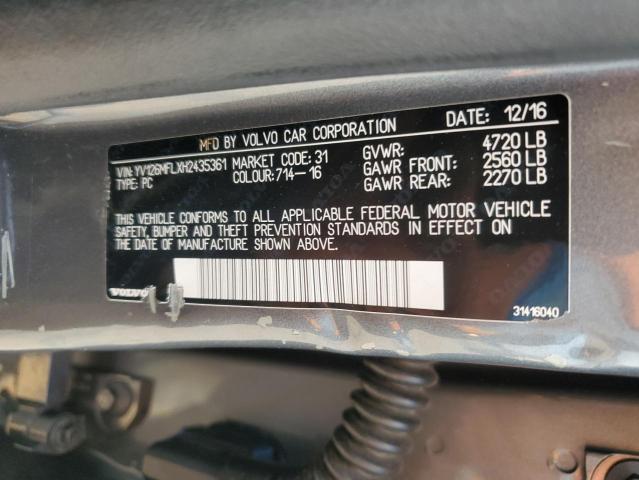 MFD BY VOLVO CAR CORPORATION DATE: 12/16
VIN: YV126MFLXH2435361 MARKET CODE: 31 GVWR: 4720 LB
TYPE: PC COLOUR: 714-16 GAWR FRONT: 2560 LB
GAWR REAR: 2270 LB
THIS VEHICLE CONFORMS TO ALL APPLICABLE FEDERAL MOTOR VEHICLE
SAFETY, BUMPER AND THEFT PREVENTION STANDARDS IN EFFECT ON
THE DATE OF MANUFACTURE SHOWN ABOVE.
VOLVO 31416040